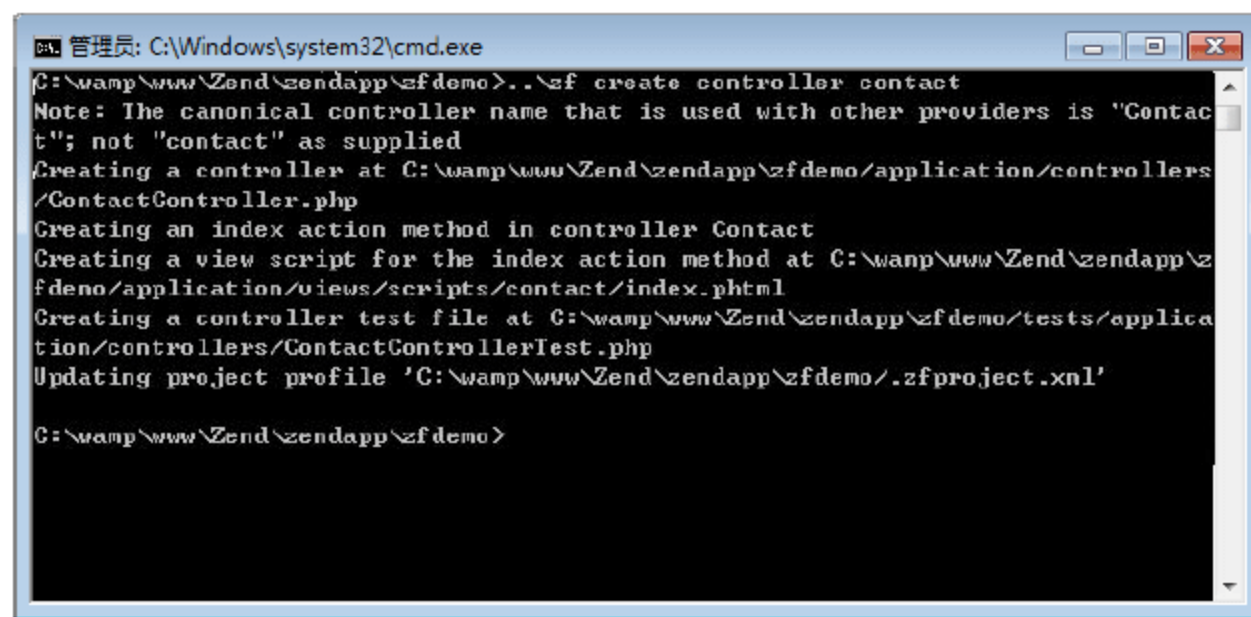 管理员: C:\Windows\system32\cmd.exe
C:\wamp\www\Zend\zendapp\zfdemo>..\zf create controller contact
Note: The canonical controller name that is used with other providers is "Contac
t"; not "contact" as supplied
Creating a controller at C:\wamp\www\Zend\zendapp\zfdemo/application/controllers
/ContactController.php
Creating an index action method in controller Contact
Creating a view script for the index action method at C:\wamp\www\Zend\zendapp\z
fdemo/application/views/scripts/contact/index.phtml
Creating a controller test file at C:\wamp\www\Zend\zendapp\zfdemo/tests/applica
tion/controllers/ContactControllerTest.php
Updating project profile 'C:\wamp\www\Zend\zendapp\zfdemo/.zfproject.xml'
C:\wamp\www\Zend\zendapp\zfdemo>